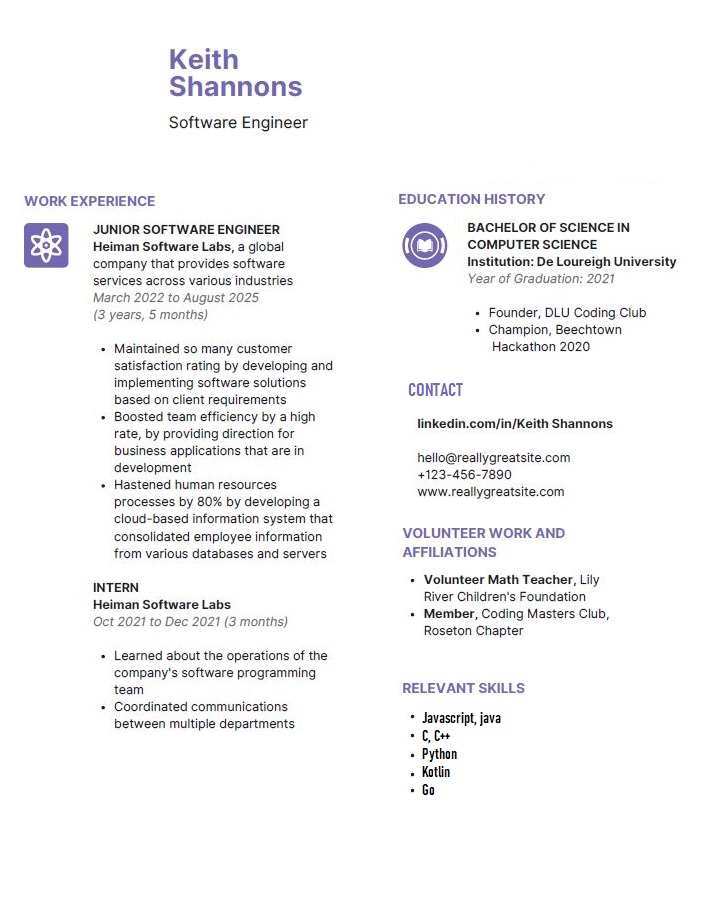 Keith
Shannons
Software Engineer
WORK EXPERIENCE
JUNIOR SOFTWARE ENGINEER
Heiman Software Labs, a global
company that provides software
services across various industries
March 2022 to August 2025
(3 years, 5 months)
• Maintained so many customer
satisfaction rating by developing and
implementing software solutions
based on client requirements
• Boosted team efficiency by a high
rate, by providing direction for
business applications that are in
development
• Hastened human resources
processes by 80% by developing a
cloud-based information system that
consolidated employee information
from various databases and servers
INTERN
Heiman Software Labs
Oct 2021 to Dec 2021 (3 months)
• Learned about the operations of the
company's software programming
team
• Coordinated communications
between multiple departments
EDUCATION HISTORY
BACHELOR OF SCIENCE IN
COMPUTER SCIENCE
Institution: De Loureigh University
Year of Graduation: 2021
• Founder, DLU Coding Club
• Champion, Beechtown
Hackathon 2020
CONTACT
linkedin.com/in/Keith Shannons
hello@reallygreatsite.com
+123-456-7890
www.reallygreatsite.com
VOLUNTEER WORK AND
AFFILIATIONS
• Volunteer Math Teacher, Lily
River Children's Foundation
• Member, Coding Masters Club,
Roseton Chapter
RELEVANT SKILLS
• Javascript, java
• C, C++
• Python
• Kotlin
• Go